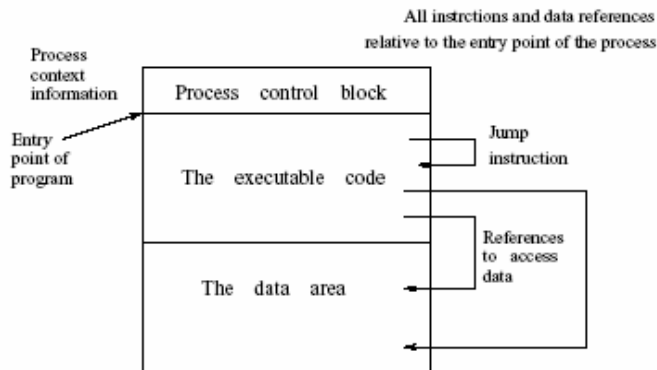 All instrctions and data references
relative to the entry point of the process
Process
context
information
Process control block
Entry
point of
program
Jump
instruction
The executable code
References
to access
data
The data area